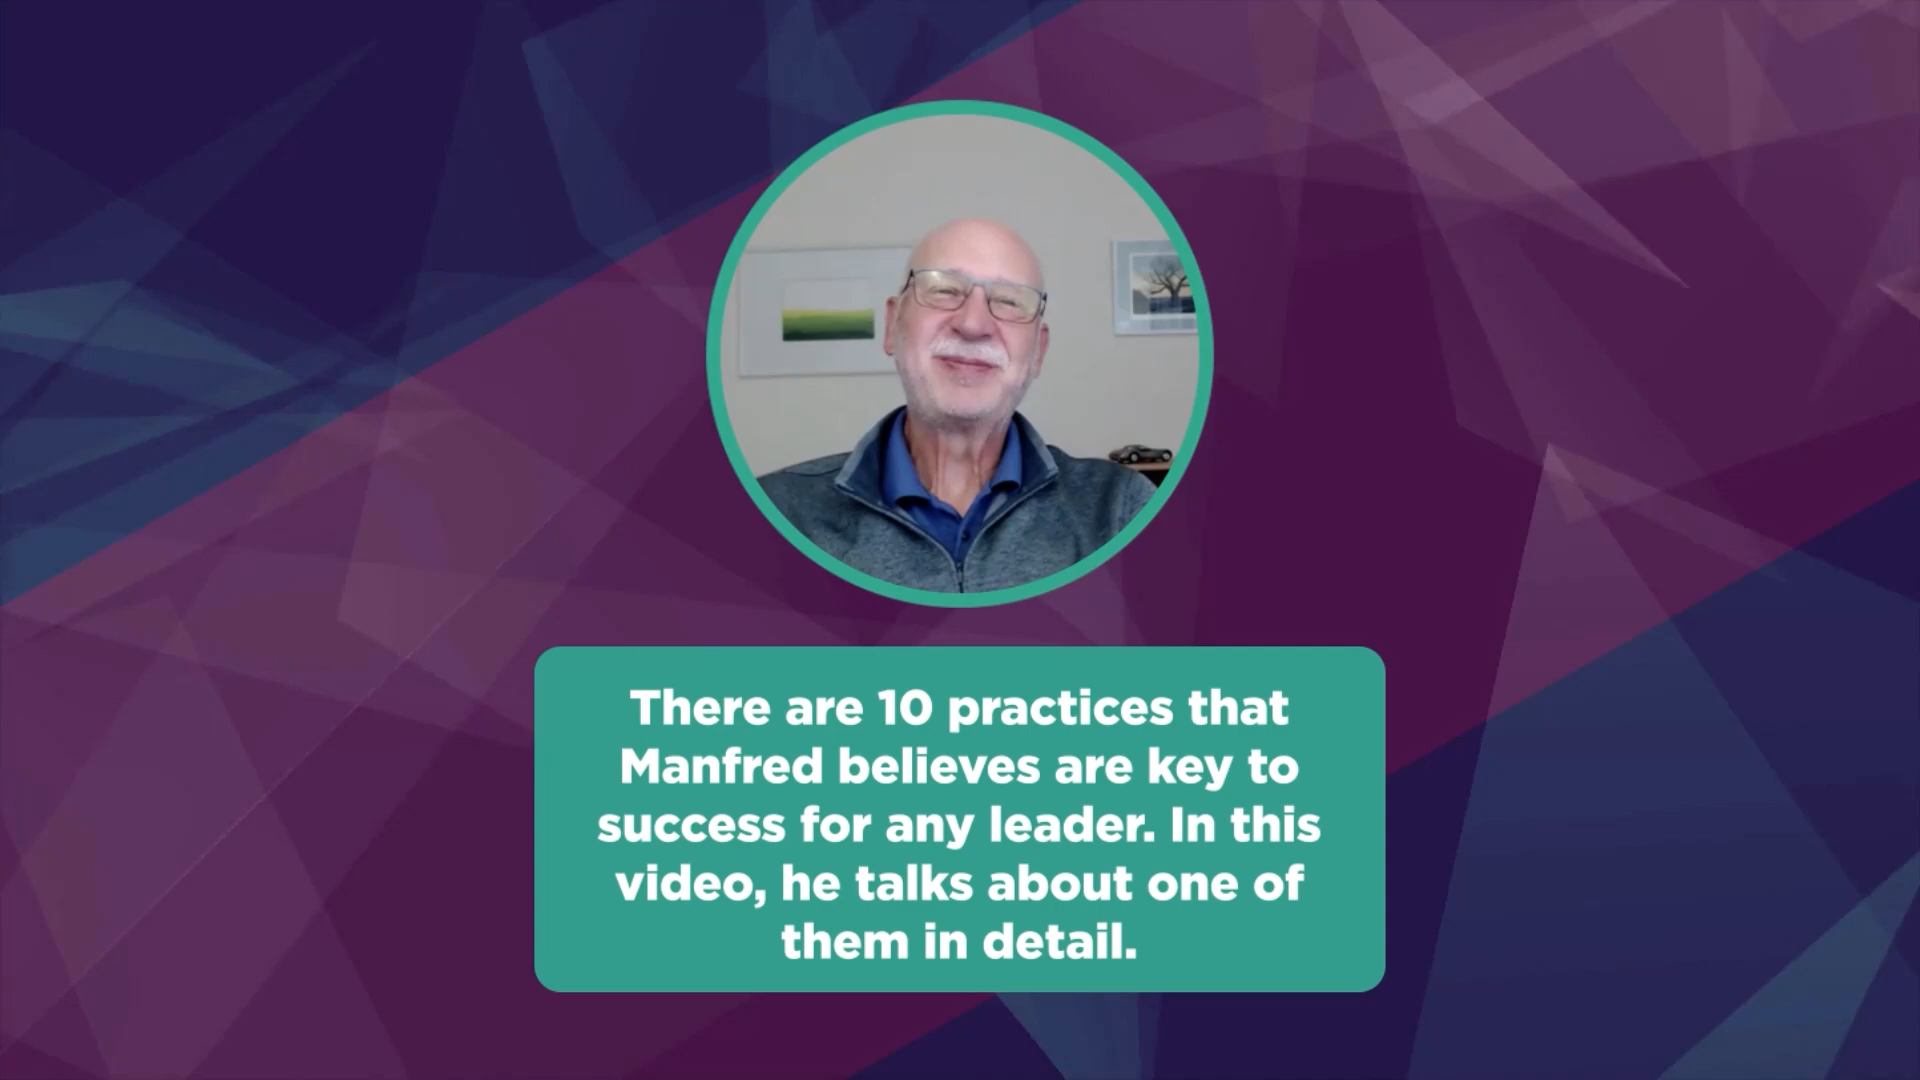 There are 10 practices that
Manfred believes are key to
success for any leader. In this
video, he talks about one of
them in detail.